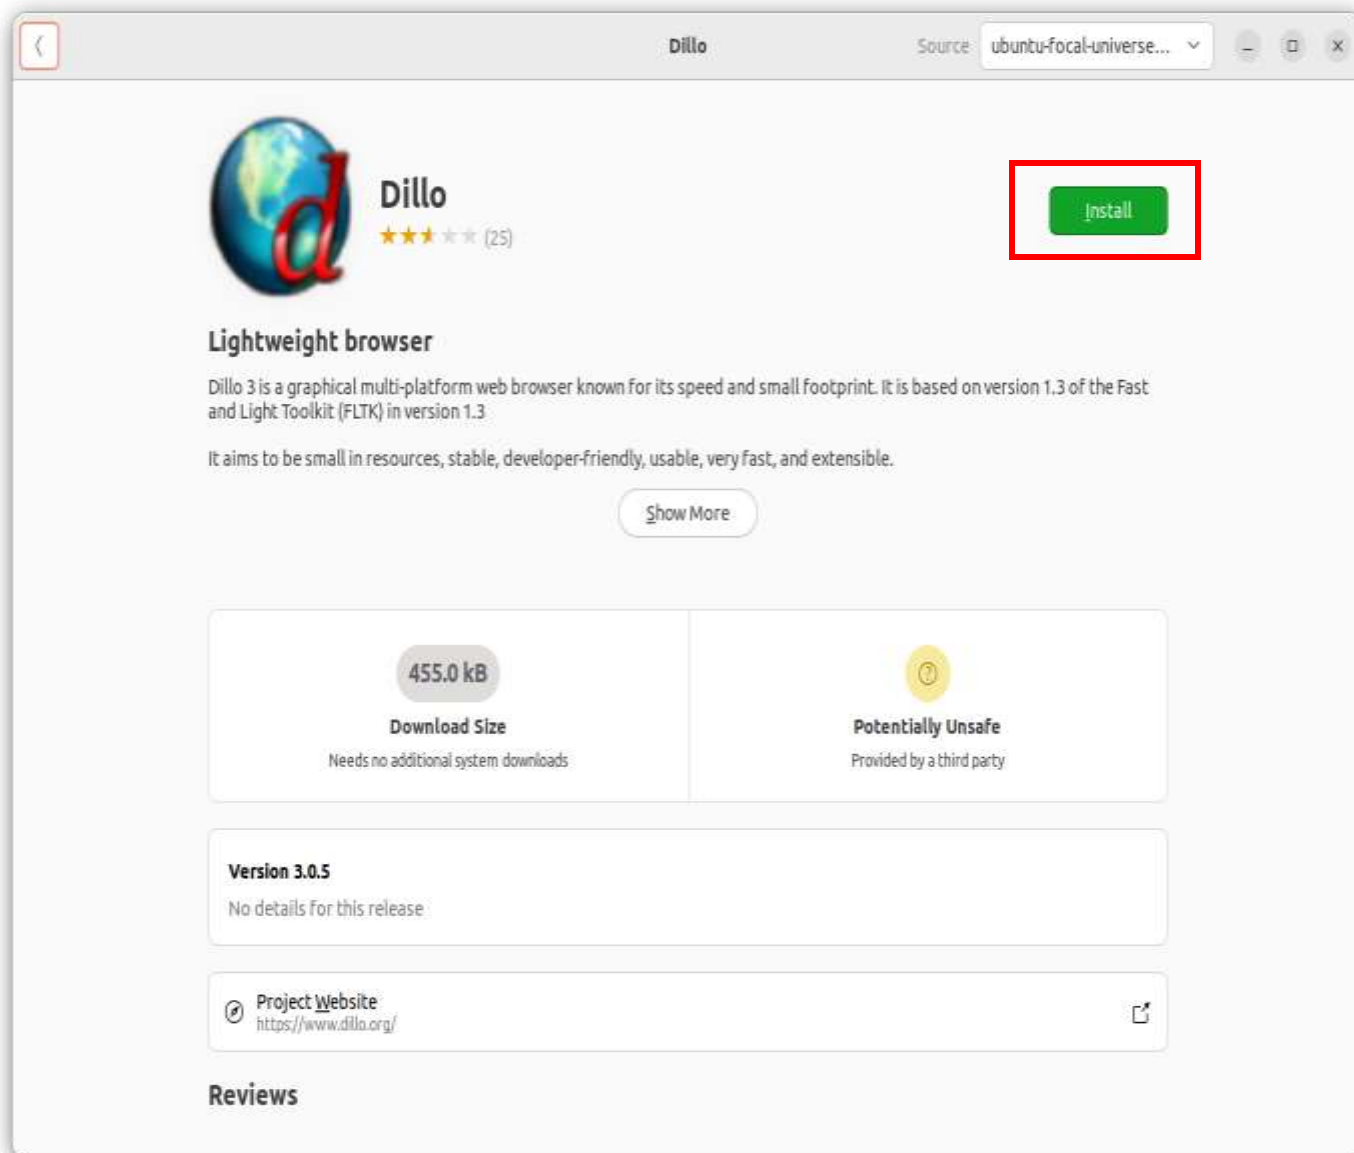 Dillo
Source ubuntu-focal-universe...
d
Dillo
(25)
Install
Lightweight browser
Dillo 3 is a graphical multi-platform web browser known for its speed and small footprint. It is based on version 1.3 of the Fast
and Light Toolkit (FLTK) in version 1.3
It aims to be small in resources, stable, developer-friendly, usable, very fast, and extensible.
Show More
455.0 kB
Download Size
Needs no additional system downloads
Potentially Unsafe
Provided by a third party
Version 3.0.5
No details for this release
Project Website
https://www.dillo.org/
Reviews